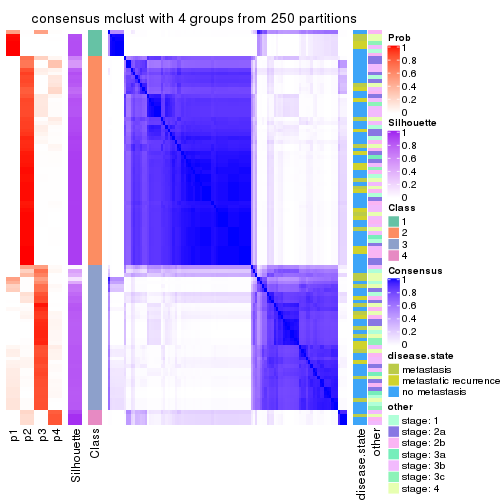 consensus mclust with 4 groups from 250 partitions
Prob
1
0.8
0.6
0.4
0.2
0
Silhouette
1
0.8
0.6
0.4
0.2
0
Class
1
2
3
4
Consensus
1
0.8
0.6
0.4
0.2
0
disease.state
metastasis
metastatic recurrence
no metastasis
other
stage: 1
stage: 2a
stage: 2b
stage: 3a
stage: 3b
stage: 3c
stage: 4
p1
p2
p3
p4
Silhouette
Class
disease.state
other